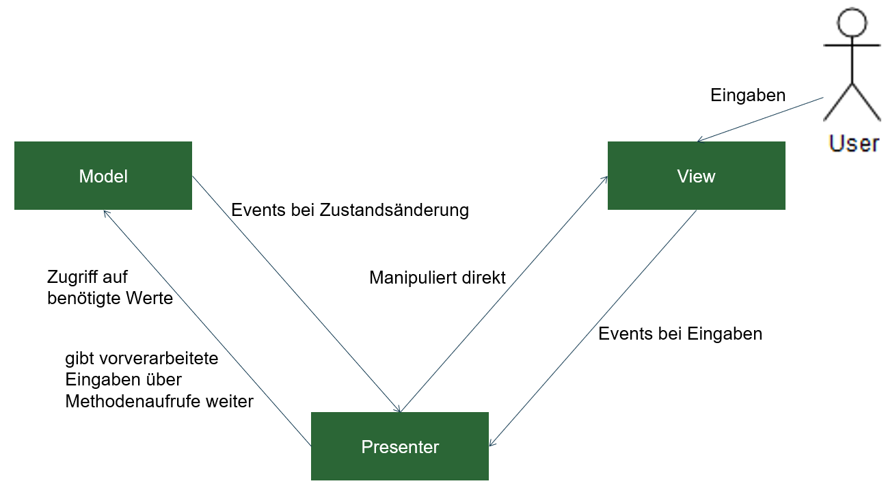 Eingaben
User
Model
View
Events bei Zustandsänderung
Zugriff auf
benötigte Werte
Manipuliert direkt
Events bei Eingaben
gibt vorverarbeitete
Eingaben über
Methodenaufrufe weiter
Presenter